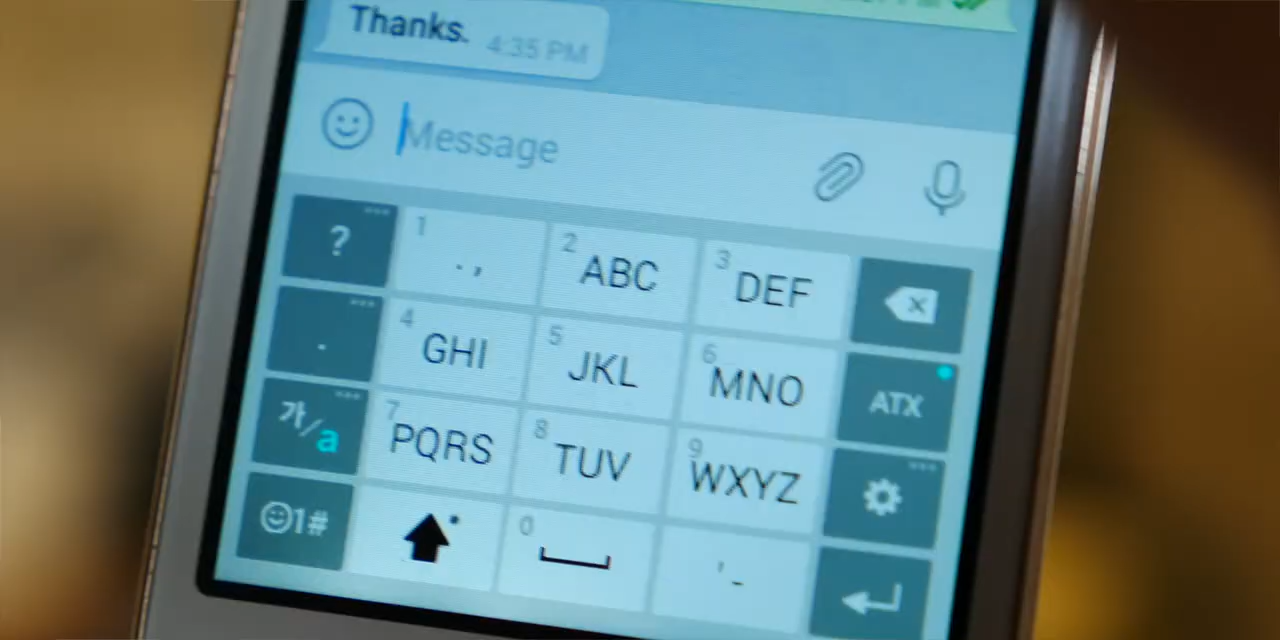 Thanks. 4:35 PM
Message
? 1 ., 2 ABC 3 DEF
. 4 GHI 5 JKL 6 MNO ATX
가/a 7 PQRS 8 TUV 9 WXYZ
1# 0 '-